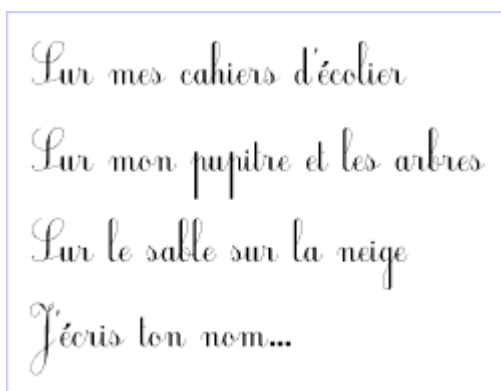 Sur mes cahiers d'écolier
Sur mon pupitre et les arbres
Sur le sable sur la neige
J'écris ton nom...